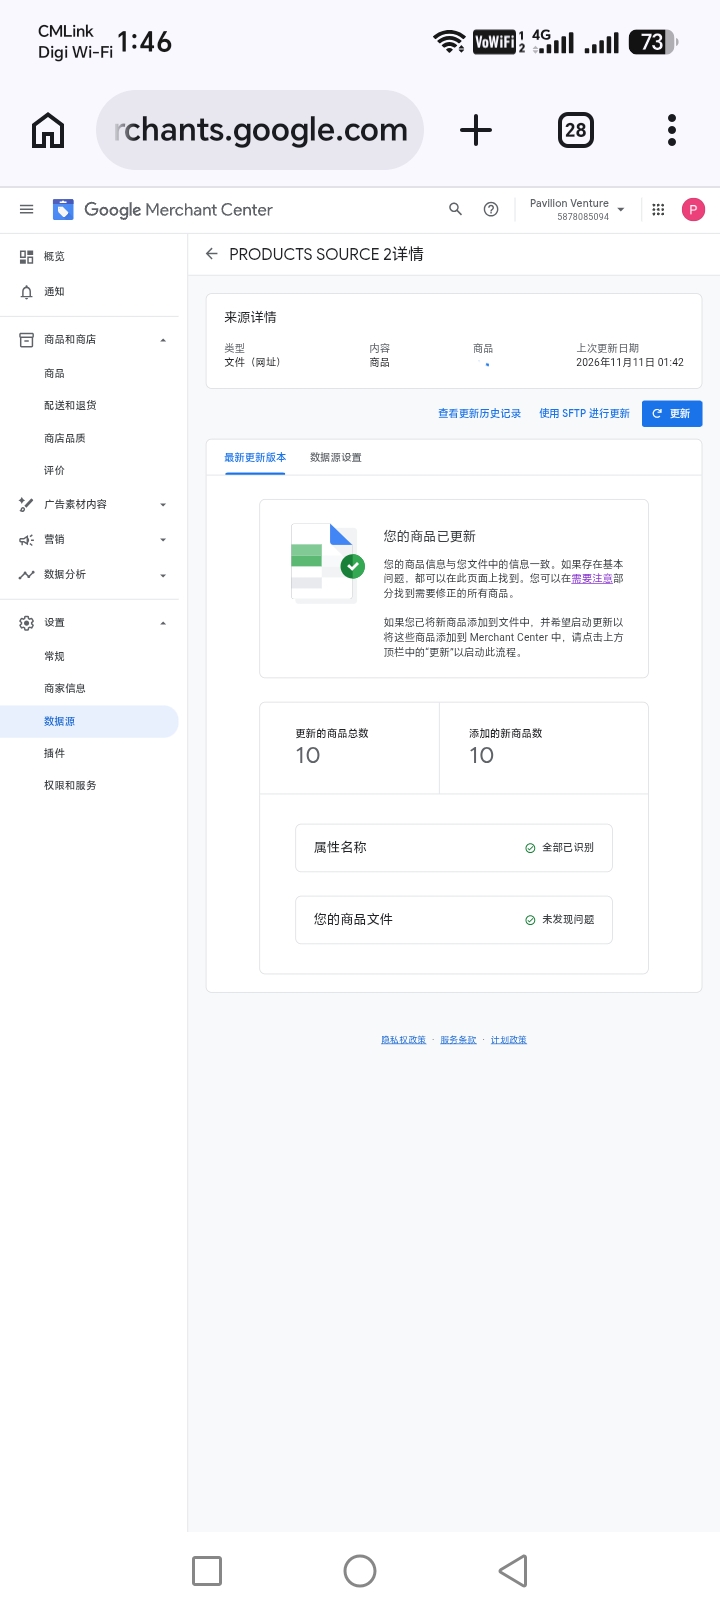 CMLink
Digi Wi-Fi
1:46
VoWiFi 1 2
4G
73
rchants.google.com
28
Google Merchant Center
Pavilion Venture
5878085094
P
概览
通知
商品和商店
商品
配送和退货
商店品质
评价
广告素材内容
营销
数据分析
设置
常规
商家信息
数据源
插件
权限和服务
PRODUCTS SOURCE 2详情
来源详情
类型 内容 商品 上次更新日期
文件（网址） 商品 2026年11月11日 01:42
查看更新历史记录 使用 SFTP 进行更新 更新
最新更新版本 数据源设置
您的商品已更新
您的商品信息与您文件中的信息一致。如果存在基本
问题，都可以在此页面上找到。您可以在需要注意部
分找到需要修正的所有商品。
如果您已将新商品添加到文件中，并希望启动更新以
将这些商品添加到 Merchant Center 中，请点击上方
顶栏中的“更新”以启动此流程。
更新的商品总数 添加的新商品数
10 10
属性名称 全部已识别
您的商品文件 未发现问题
隐私权政策 · 服务条款 · 计划政策